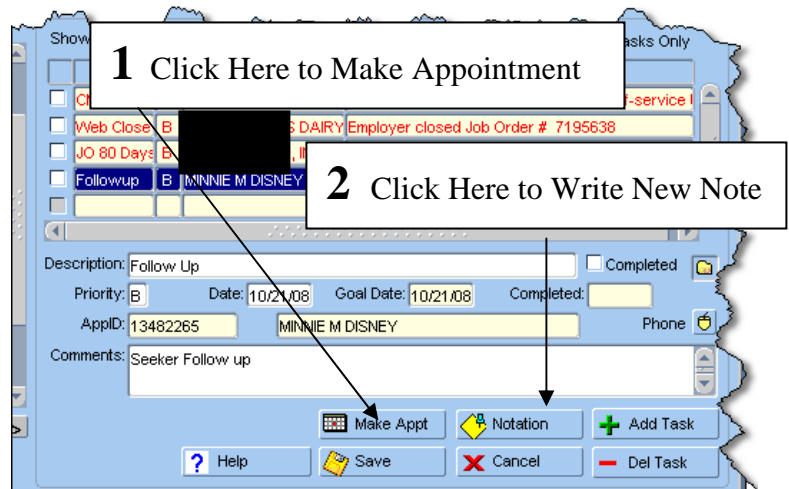 Show
asks Only
1 Click Here to Make Appointment
f-service
Web Close B S DAIRY Employer closed Job Order # 7195638
JO 80 Days B
2 Click Here to Write New Note
Followup B MINNIE M DISNEY
Description: Follow Up Completed
Priority: B Date: 10/21/08 Goal Date: 10/21/08 Completed:
AppID: 13482265 MINNIE M DISNEY Phone
Comments: Seeker Follow up
Make Appt Notation Add Task
? Help Save Cancel Del Task